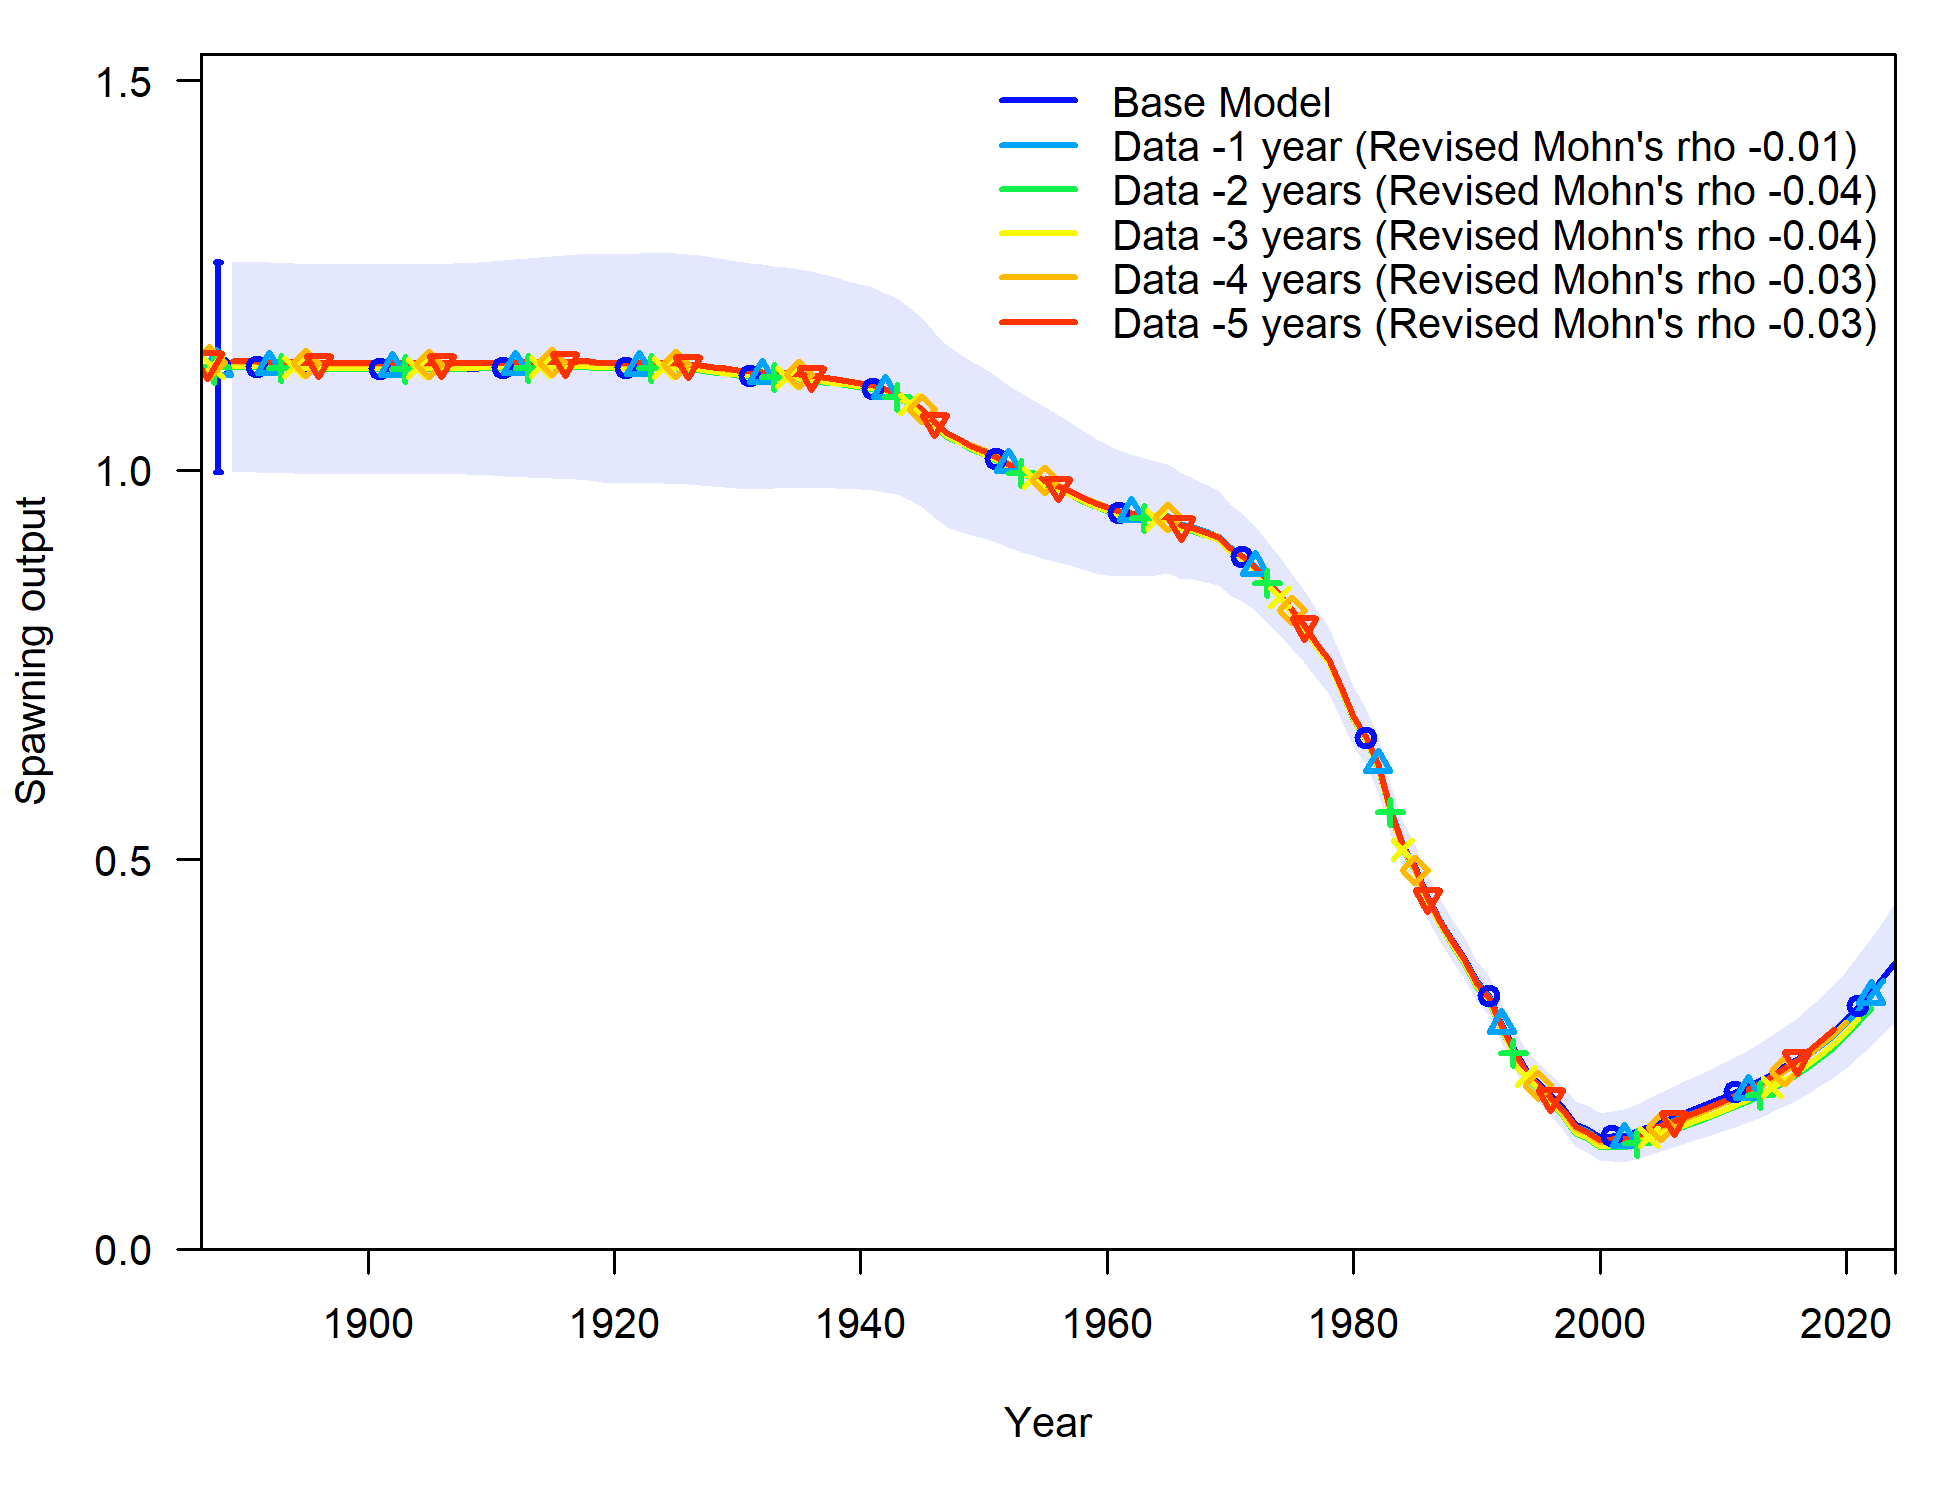 1.5
1.0
0.5
0.0
Spawning output
Base Model
Data -1 year (Revised Mohn's rho -0.01)
Data -2 years (Revised Mohn's rho -0.04)
Data -3 years (Revised Mohn's rho -0.04)
Data -4 years (Revised Mohn's rho -0.03)
Data -5 years (Revised Mohn's rho -0.03)
1900 1920 1940 1960 1980 2000 2020
Year